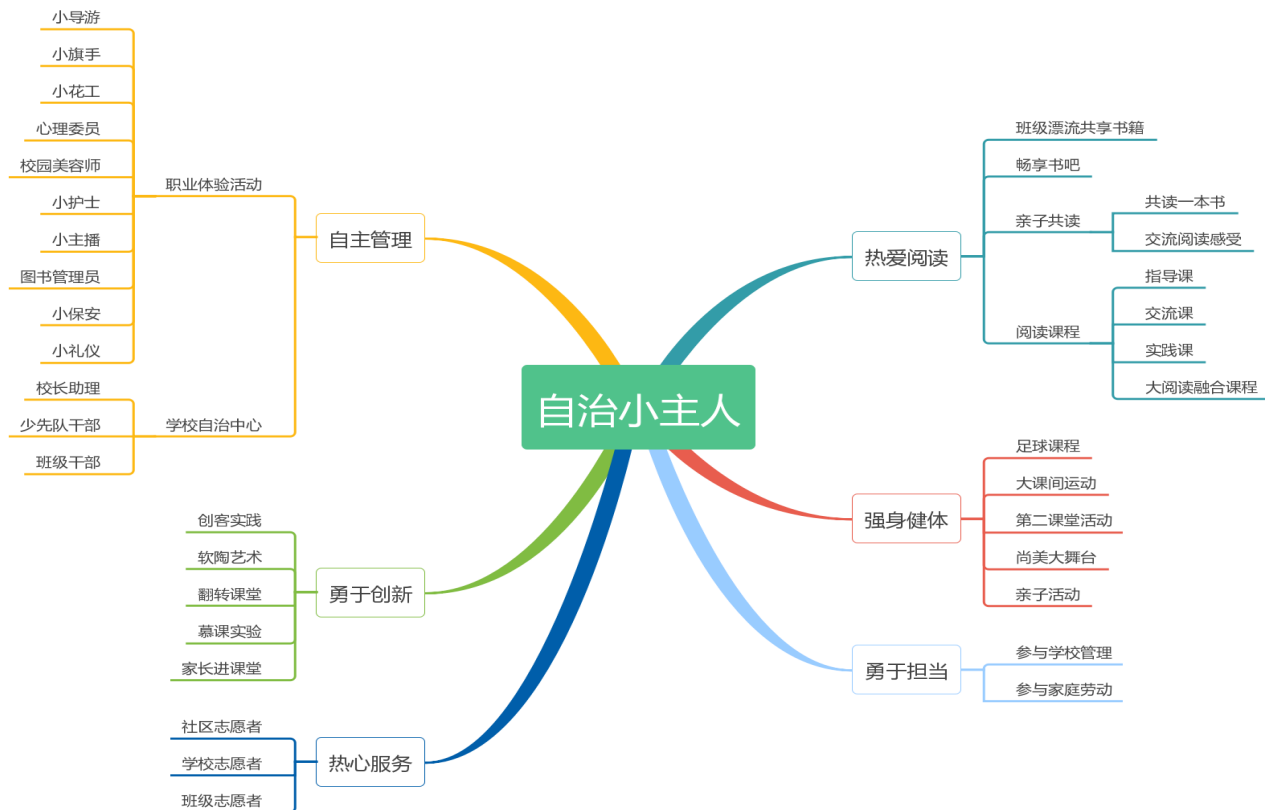 自治小主人
热爱阅读
班级漂流共享书籍
畅享书吧
亲子共读
共读一本书
交流阅读感受
阅读课程
指导课
交流课
实践课
大阅读融合课程
强身健体
足球课程
大课间运动
第二课堂活动
尚美大舞台
亲子活动
勇于担当
参与学校管理
参与家庭劳动
自主管理
职业体验活动
小导游
小旗手
小花工
心理委员
校园美容师
小护士
小主播
图书管理员
小保安
小礼仪
学校自治中心
校长助理
少先队干部
班级干部
勇于创新
创客实践
软陶艺术
翻转课堂
慕课实验
家长进课堂
热心服务
社区志愿者
学校志愿者
班级志愿者